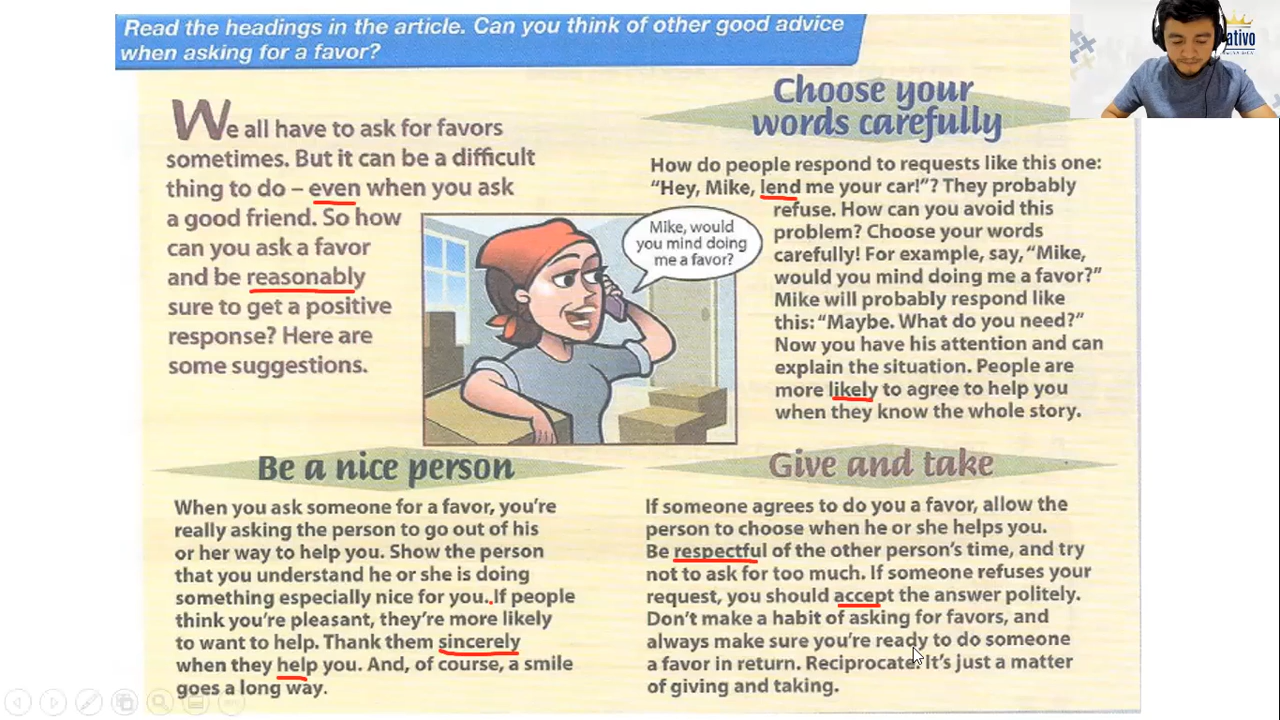 Read the headings in the article. Can you think of other good advice
when asking for a favor?
ativo
We all have to ask for favors
sometimes. But it can be a difficult
thing to do – even when you ask
a good friend. So how
can you ask a favor
and be reasonably
sure to get a positive
response? Here are
some suggestions.
Mike, would
you mind doing
me a favor?
Choose your
words carefully
How do people respond to requests like this one:
“Hey, Mike, lend me your car!”? They probably
refuse. How can you avoid this
problem? Choose your words
carefully! For example, say, “Mike,
would you mind doing me a favor?”
Mike will probably respond like
this: “Maybe. What do you need?”
Now you have his attention and can
explain the situation. People are
more likely to agree to help you
when they know the whole story.
Be a nice person
When you ask someone for a favor, you’re
really asking the person to go out of his
or her way to help you. Show the person
that you understand he or she is doing
something especially nice for you. If people
think you’re pleasant, they’re more likely
to want to help. Thank them sincerely
when they help you. And, of course, a smile
goes a long way.
Give and take
If someone agrees to do you a favor, allow the
person to choose when he or she helps you.
Be respectful of the other person’s time, and try
not to ask for too much. If someone refuses your
request, you should accept the answer politely.
Don’t make a habit of asking for favors, and
always make sure you’re ready to do someone
a favor in return. Reciprocate! It’s just a matter
of giving and taking.